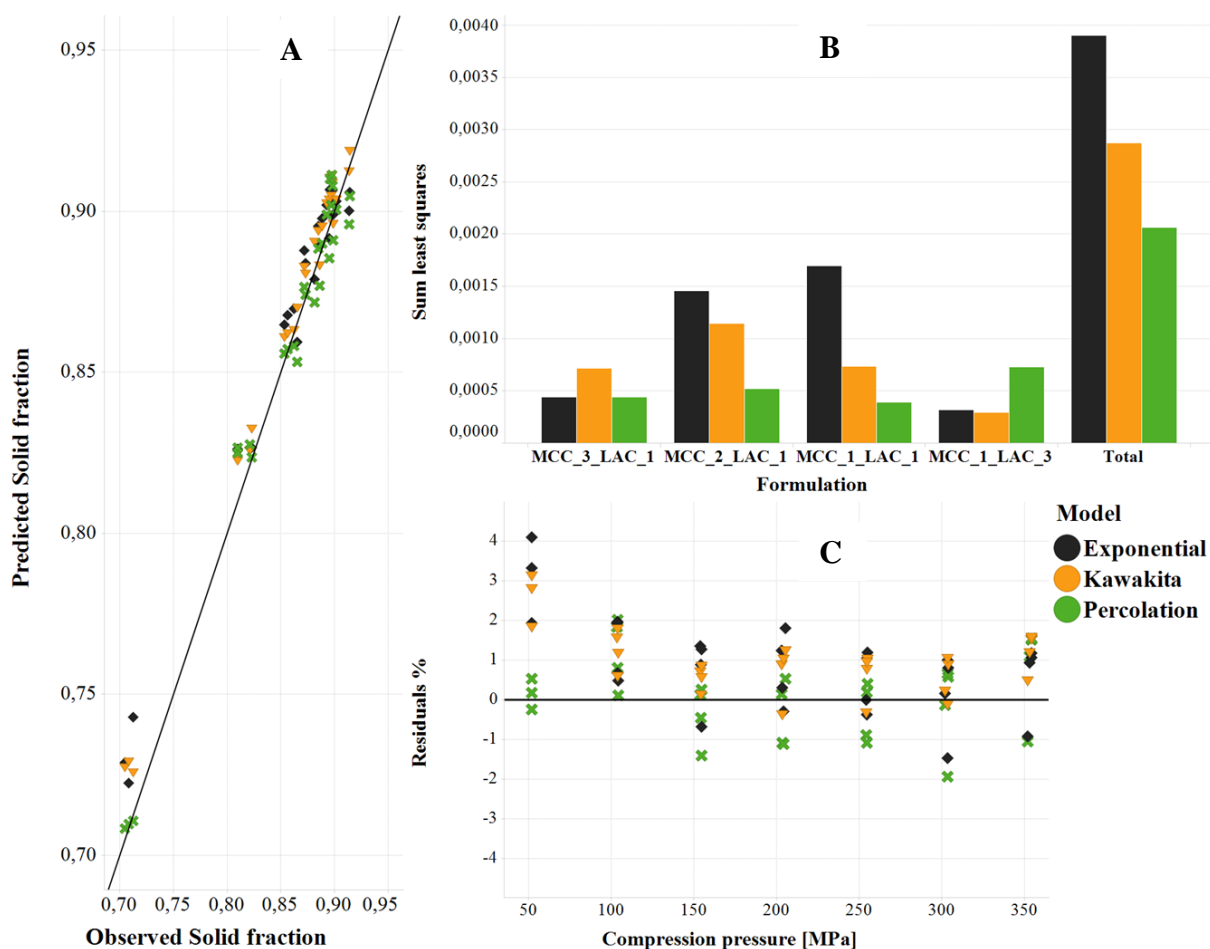 A
0,95
0,90
0,85
0,80
0,75
0,70
Predicted Solid fraction
0,70 0,75 0,80 0,85 0,90 0,95
Observed Solid fraction
B
0,0040
0,0035
0,0030
0,0025
0,0020
0,0015
0,0010
0,0005
0,0000
Sum least squares
MCC_3_LAC_1 MCC_2_LAC_1 MCC_1_LAC_1 MCC_1_LAC_3 Total
Formulation
C
4
3
2
1
0
-1
-2
-3
-4
Residuals %
50 100 150 200 250 300 350
Compression pressure [MPa]
Model
Exponential
Kawakita
Percolation